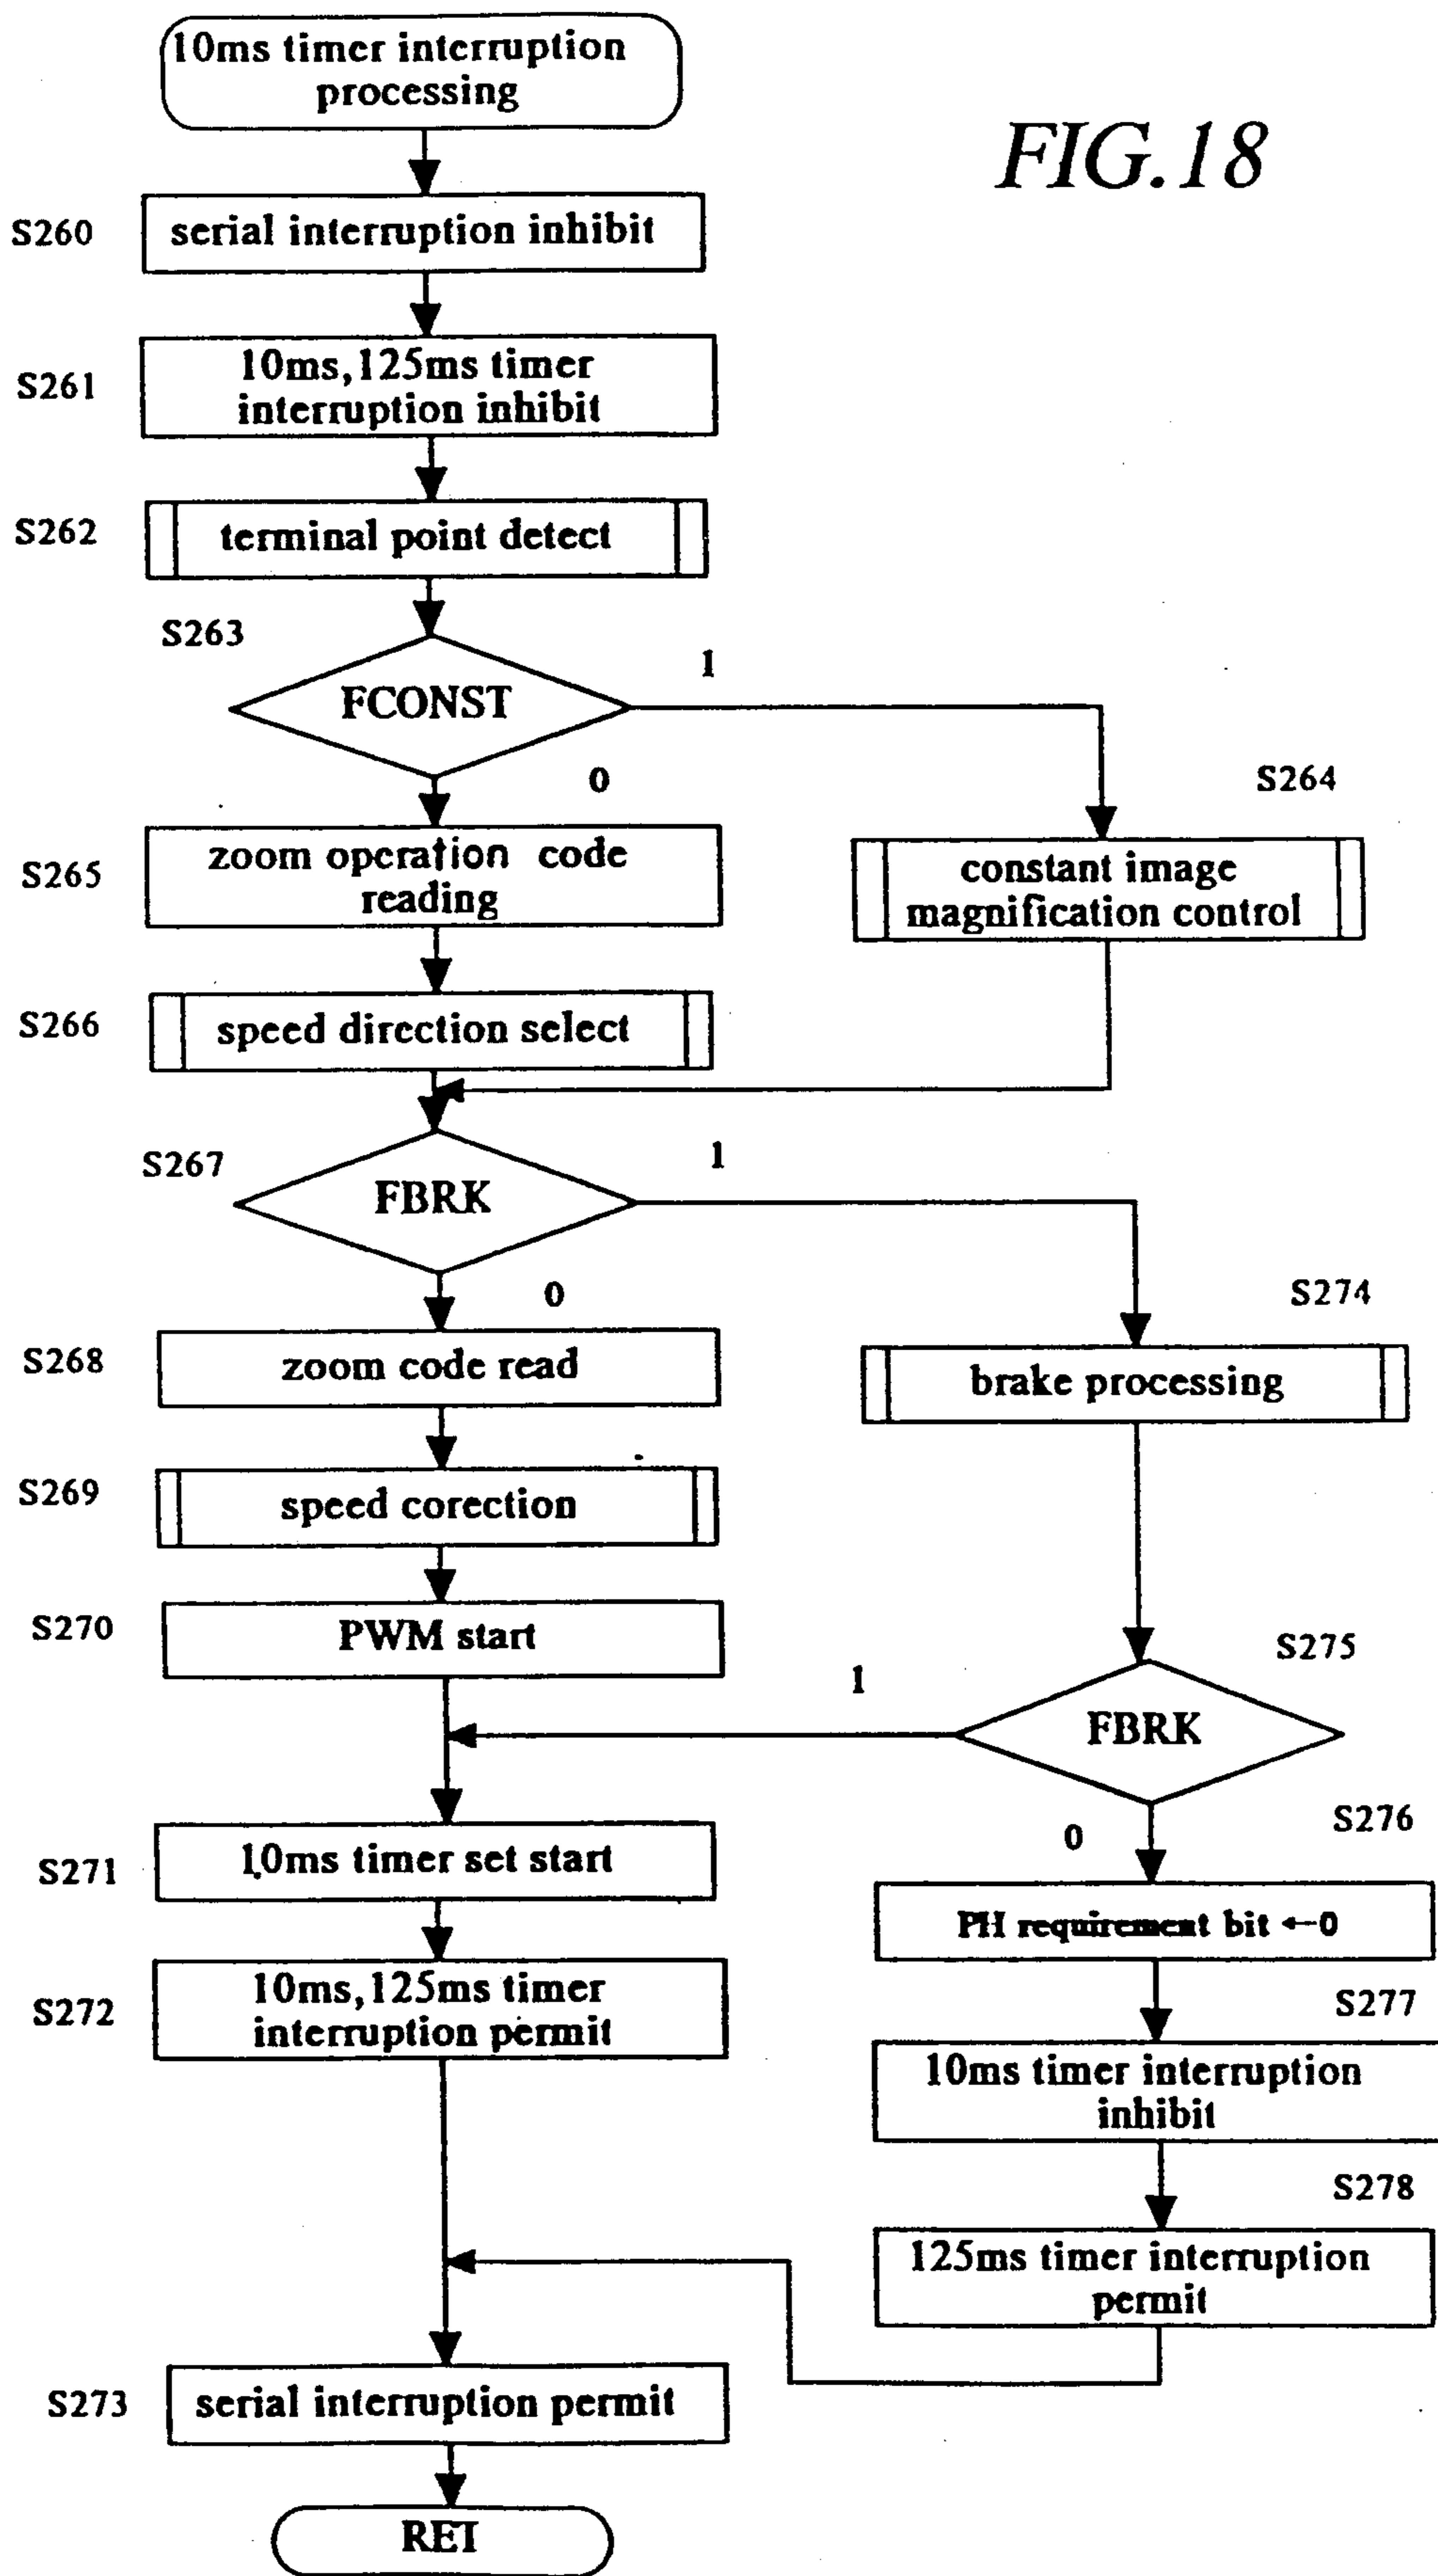 10ms timer interruption
processing
FIG.18
S260
serial interruption inhibit
S261
10ms,125ms timer
interruption inhibit
S262
terminal point detect
S263
FCONST
1
0
S264
constant image
magnification control
S265
zoom operation code
reading
S266
speed direction select
S267
FBRK
1
0
S274
brake processing
S268
zoom code read
S269
speed corection
S270
PWM start
S275
FBRK
1
0
S271
10ms timer set start
S276
PH requirement bit ←0
S272
10ms,125ms timer
interruption permit
S277
10ms timer interruption
inhibit
S278
125ms timer interruption
permit
S273
serial interruption permit
RET